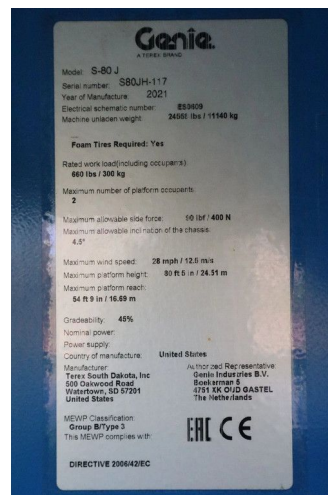 Genie
A TEREX BRAND
Model: S-80 J
Serial number: S80JH-117
Year of Manufacture: 2021
Electrical schematic number:
Machine unladen weight: lbs / 11140 kg
Foam Tires Required: Yes
Rated work load(including occupants):
660 lbs / 300 kg
Maximum number of platform occupents:
2
Maximum allowable side force: 90 lbf / 400 N
Maximum allowable inclination of the chassis:
4.5°
Maximum wind speed: 28 mph / 12.5 m/s
Maximum platform height: 80 ft 5 in / 24.51 m
Maximum platform reach:
54 ft 9 in / 16.69 m
Gradeability: 45%
Nominal power:
Power supply:
Country of manufacture: United States
Manufacturer: Authorized Representative:
Terex South Dakota, Inc Genie Industries B.V.
500 Oakwood Road Boekerman 5
Watertown, SD 57201 4751 XK OUD GASTEL
United States The Netherlands
MEWP Classification:
Group B/Type 3
This MEWP complies with:
EAC CE
DIRECTIVE 2006/42/EC